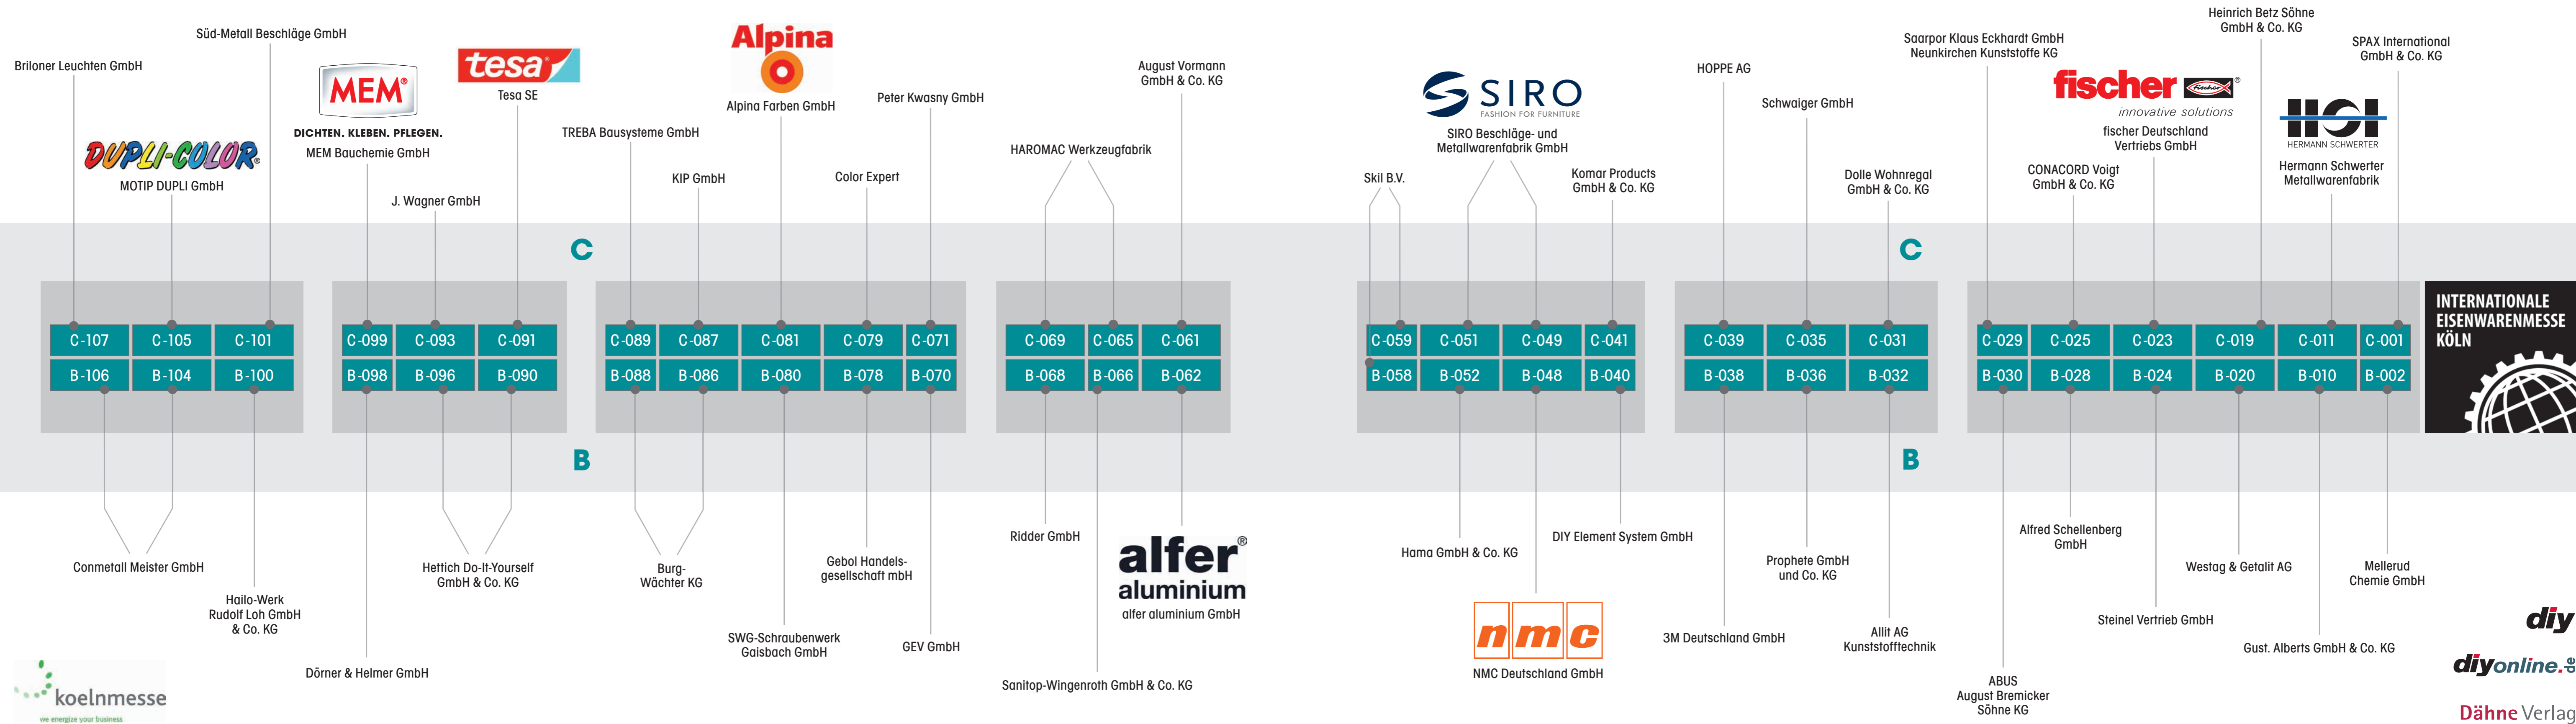 Süd-Metall Beschläge GmbH
Briloner Leuchten GmbH
DUPLI-COLOR®
MOTIP DUPLI GmbH
MEM®
DICHTEN. KLEBEN. PFLEGEN.
MEM Bauchemie GmbH
J. Wagner GmbH
tesa
Tesa SE
TREBA Bausysteme GmbH
KIP GmbH
Alpina
Alpina Farben GmbH
Color Expert
Peter Kwasny GmbH
HAROMAC Werkzeugfabrik
August Vormann
GmbH & Co. KG
Skil B.V.
SIRO
FASHION FOR FURNITURE
SIRO Beschläge- und
Metallwarenfabrik GmbH
Komar Products
GmbH & Co. KG
HOPPE AG
Schwaiger GmbH
Dolle Wohnregal
GmbH & Co. KG
Saarpor Klaus Eckhardt GmbH
Neunkirchen Kunststoffe KG
CONACORD Voigt
GmbH & Co. KG
fischer fischer ®
innovative solutions
fischer Deutschland
Vertriebs GmbH
Heinrich Betz Söhne
GmbH & Co. KG
HSI
HERMANN SCHWERTER
Hermann Schwerter
Metallwarenfabrik
SPAX International
GmbH & Co. KG
C C
C-107 C-105 C-101 C-099 C-093 C-091 C-089 C-087 C-081 C-079 C-071 C-069 C-065 C-061 C-059 C-051 C-049 C-041 C-039 C-035 C-031 C-029 C-025 C-023 C-019 C-011 C-001
B-106 B-104 B-100 B-098 B-096 B-090 B-088 B-086 B-080 B-078 B-070 B-068 B-066 B-062 B-058 B-052 B-048 B-040 B-038 B-036 B-032 B-030 B-028 B-024 B-020 B-010 B-002
INTERNATIONALE
EISENWARENMESSE
KÖLN
B B
Conmetall Meister GmbH
Hailo-Werk
Rudolf Loh GmbH
& Co. KG
Dörner & Helmer GmbH
Hettich Do-It-Yourself
GmbH & Co. KG
Burg-
Wächter KG
SWG-Schraubenwerk
Gaisbach GmbH
Gebol Handels-
gesellschaft mbH
GEV GmbH
Ridder GmbH
Sanitop-Wingenroth GmbH & Co. KG
alfer®
aluminium
alfer aluminium GmbH
Hama GmbH & Co. KG
nmc
NMC Deutschland GmbH
DIY Element System GmbH
3M Deutschland GmbH
Prophete GmbH
und Co. KG
Allit AG
Kunststofftechnik
ABUS
August Bremicker
Söhne KG
Alfred Schellenberg
GmbH
Steinel Vertrieb GmbH
Westag & Getalit AG
Gust. Alberts GmbH & Co. KG
Mellerud
Chemie GmbH
koelnmesse
we energize your business
diy
diyonline.de
Dähne Verlag